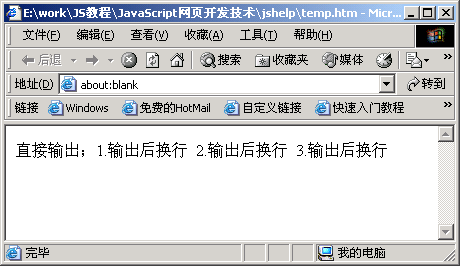 E:\work\JS教程\JavaScript网页开发技术\jshelp\temp.htm - Micr...
文件(F) 编辑(E) 查看(V) 收藏(A) 工具(T) 帮助(H)
后退 搜索 收藏夹 媒体
地址(D) about:blank 转到
链接 Windows 免费的HotMail 自定义链接 快速入门教程
直接输出；1.输出后换行 2.输出后换行 3.输出后换行
完毕 我的电脑